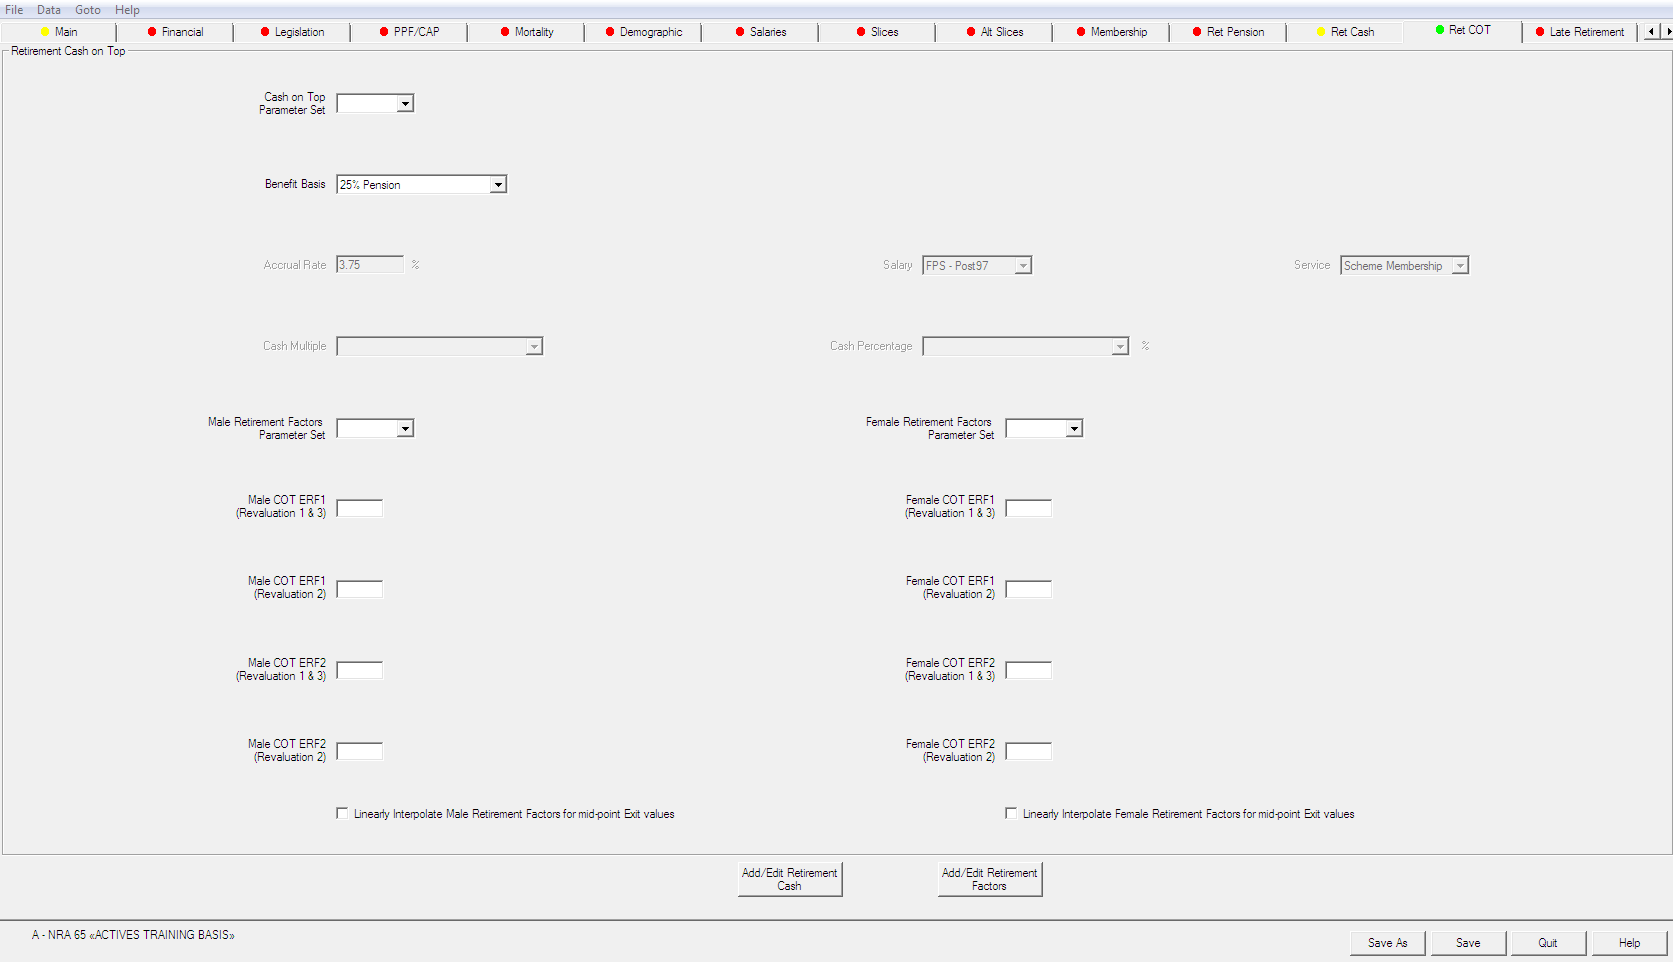 File Data Goto Help
Main Financial Legislation PPF/CAP Mortality Demographic Salaries Slices Alt Slices Membership Ret Pension Ret Cash Ret COT Late Retirement
Retirement Cash on Top
Cash on Top
Parameter Set
Benefit Basis 25% Pension
Accrual Rate 3.75 % Salary FPS - Post97 Service Scheme Membership
Cash Multiple Cash Percentage %
Male Retirement Factors
Parameter Set
Female Retirement Factors
Parameter Set
Male COT ERF1
(Revaluation 1 & 3)
Female COT ERF1
(Revaluation 1 & 3)
Male COT ERF1
(Revaluation 2)
Female COT ERF1
(Revaluation 2)
Male COT ERF2
(Revaluation 1 & 3)
Female COT ERF2
(Revaluation 1 & 3)
Male COT ERF2
(Revaluation 2)
Female COT ERF2
(Revaluation 2)
Linearly Interpolate Male Retirement Factors for mid-point Exit values
Linearly Interpolate Female Retirement Factors for mid-point Exit values
Add/Edit Retirement
Cash
Add/Edit Retirement
Factors
A - NRA 65 «ACTIVES TRAINING BASIS»
Save As Save Quit Help